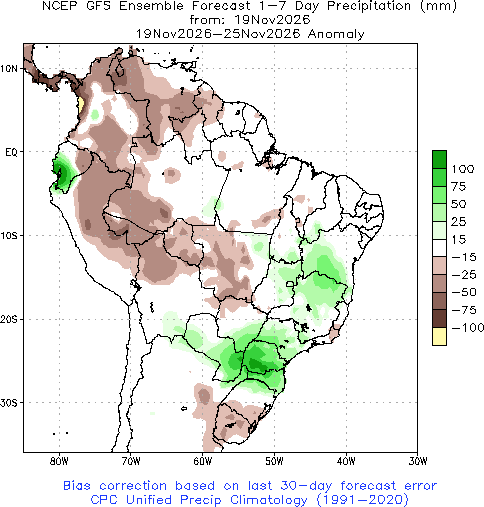 NCEP GFS Ensemble Forecast 1-7 Day Precipitation (mm)
from: 19Nov2026
19Nov2026-25Nov2026 Anomaly
10N
EQ
10S
20S
30S
80W 70W 60W 50W 40W 30W
100
75
50
25
15
-15
-25
-50
-75
-100
Bias correction based on last 30-day forecast error
CPC Unified Precip Climatology (1991-2020)